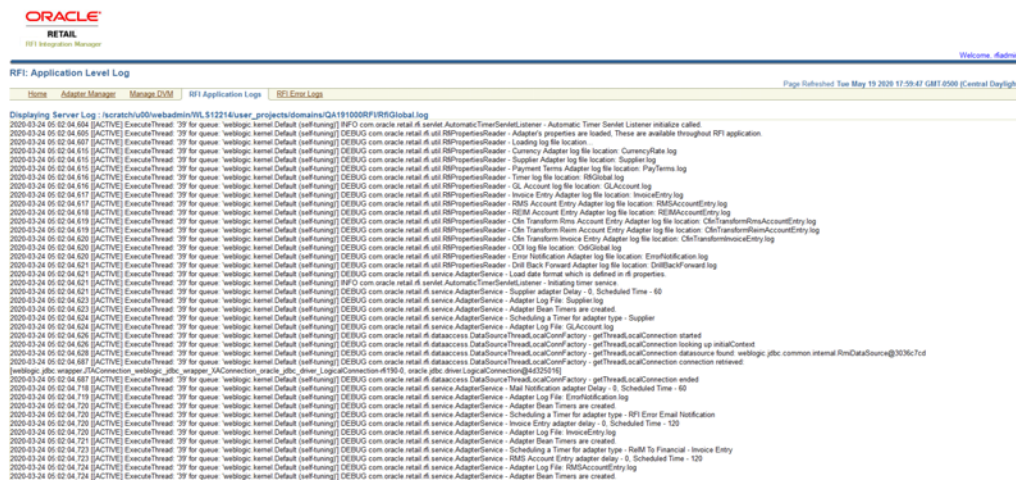 ORACLE®
RETAIL
RFI Integration Manager
Welcome, rfiadmin
RFI: Application Level Log
Page Refreshed Tue May 19 2020 17:59:47 GMT-0500 (Central Dayligh
Home Adapter Manager Manage DVM RFI Application Logs RFI Error Logs
Displaying Server Log : /scratch/u00/webadmin/WLS12214/user_projects/domains/QA191000RFI/RfiGlobal.log
2020-03-24 05:02:04,604 [[ACTIVE] ExecuteThread: '39' for queue: 'weblogic.kernel.Default (self-tuning)'] INFO com.oracle.retail.rfi.servlet.AutomaticTimerServletListener - Automatic Timer Servlet Listener initialize called.
2020-03-24 05:02:04,605 [[ACTIVE] ExecuteThread: '39' for queue: 'weblogic.kernel.Default (self-tuning)'] DEBUG com.oracle.retail.rfi.util.RfiPropertiesReader - Adapter's properties are loaded, These are available throughout RFI application.
2020-03-24 05:02:04,607 [[ACTIVE] ExecuteThread: '39' for queue: 'weblogic.kernel.Default (self-tuning)'] DEBUG com.oracle.retail.rfi.util.RfiPropertiesReader - Loading log file location...
2020-03-24 05:02:04,615 [[ACTIVE] ExecuteThread: '39' for queue: 'weblogic.kernel.Default (self-tuning)'] DEBUG com.oracle.retail.rfi.util.RfiPropertiesReader - Currency Adapter log file location: CurrencyRate.log
2020-03-24 05:02:04,615 [[ACTIVE] ExecuteThread: '39' for queue: 'weblogic.kernel.Default (self-tuning)'] DEBUG com.oracle.retail.rfi.util.RfiPropertiesReader - Supplier Adapter log file location: Supplier.log
2020-03-24 05:02:04,615 [[ACTIVE] ExecuteThread: '39' for queue: 'weblogic.kernel.Default (self-tuning)'] DEBUG com.oracle.retail.rfi.util.RfiPropertiesReader - Payment Terms Adapter log file location: PayTerms.log
2020-03-24 05:02:04,616 [[ACTIVE] ExecuteThread: '39' for queue: 'weblogic.kernel.Default (self-tuning)'] DEBUG com.oracle.retail.rfi.util.RfiPropertiesReader - Timer log file location: RfiGlobal.log
2020-03-24 05:02:04,616 [[ACTIVE] ExecuteThread: '39' for queue: 'weblogic.kernel.Default (self-tuning)'] DEBUG com.oracle.retail.rfi.util.RfiPropertiesReader - GL Account log file location: GLAccount.log
2020-03-24 05:02:04,617 [[ACTIVE] ExecuteThread: '39' for queue: 'weblogic.kernel.Default (self-tuning)'] DEBUG com.oracle.retail.rfi.util.RfiPropertiesReader - Invoice Entry Adapter log file location: InvoiceEntry.log
2020-03-24 05:02:04,617 [[ACTIVE] ExecuteThread: '39' for queue: 'weblogic.kernel.Default (self-tuning)'] DEBUG com.oracle.retail.rfi.util.RfiPropertiesReader - RMS Account Entry Adapter log file location: RMSAccountEntry.log
2020-03-24 05:02:04,618 [[ACTIVE] ExecuteThread: '39' for queue: 'weblogic.kernel.Default (self-tuning)'] DEBUG com.oracle.retail.rfi.util.RfiPropertiesReader - REIM Account Entry Adapter log file location: REIMAccountEntry.log
2020-03-24 05:02:04,619 [[ACTIVE] ExecuteThread: '39' for queue: 'weblogic.kernel.Default (self-tuning)'] DEBUG com.oracle.retail.rfi.util.RfiPropertiesReader - Cfin Transform Rms Account Entry Adapter log file location: CfinTransformRmsAccountEntry.log
2020-03-24 05:02:04,619 [[ACTIVE] ExecuteThread: '39' for queue: 'weblogic.kernel.Default (self-tuning)'] DEBUG com.oracle.retail.rfi.util.RfiPropertiesReader - Cfin Transform Reim Account Entry Adapter log file location: CfinTransformReimAccountEntry.log
2020-03-24 05:02:04,620 [[ACTIVE] ExecuteThread: '39' for queue: 'weblogic.kernel.Default (self-tuning)'] DEBUG com.oracle.retail.rfi.util.RfiPropertiesReader - Cfin Transform Invoice Entry Adapter log file location: CfinTransformInvoiceEntry.log
2020-03-24 05:02:04,620 [[ACTIVE] ExecuteThread: '39' for queue: 'weblogic.kernel.Default (self-tuning)'] DEBUG com.oracle.retail.rfi.util.RfiPropertiesReader - ODI log file location: OdiGlobal.log
2020-03-24 05:02:04,620 [[ACTIVE] ExecuteThread: '39' for queue: 'weblogic.kernel.Default (self-tuning)'] DEBUG com.oracle.retail.rfi.util.RfiPropertiesReader - Error Notification Adapter log file location: ErrorNotification.log
2020-03-24 05:02:04,621 [[ACTIVE] ExecuteThread: '39' for queue: 'weblogic.kernel.Default (self-tuning)'] DEBUG com.oracle.retail.rfi.util.RfiPropertiesReader - Drill Back Forward Adapter log file location: DrillBackForward.log
2020-03-24 05:02:04,621 [[ACTIVE] ExecuteThread: '39' for queue: 'weblogic.kernel.Default (self-tuning)'] DEBUG com.oracle.retail.rfi.service.AdapterService - Load date format which is defined in rfi.properties.
2020-03-24 05:02:04,621 [[ACTIVE] ExecuteThread: '39' for queue: 'weblogic.kernel.Default (self-tuning)'] INFO com.oracle.retail.rfi.servlet.AutomaticTimerServletListener - Initiating timer service.
2020-03-24 05:02:04,621 [[ACTIVE] ExecuteThread: '39' for queue: 'weblogic.kernel.Default (self-tuning)'] DEBUG com.oracle.retail.rfi.service.AdapterService - Supplier adapter Delay - 0, Scheduled Time - 60
2020-03-24 05:02:04,623 [[ACTIVE] ExecuteThread: '39' for queue: 'weblogic.kernel.Default (self-tuning)'] DEBUG com.oracle.retail.rfi.service.AdapterService - Adapter Log File: Supplier.log
2020-03-24 05:02:04,623 [[ACTIVE] ExecuteThread: '39' for queue: 'weblogic.kernel.Default (self-tuning)'] DEBUG com.oracle.retail.rfi.service.AdapterService - Adapter Bean Timers are created.
2020-03-24 05:02:04,624 [[ACTIVE] ExecuteThread: '39' for queue: 'weblogic.kernel.Default (self-tuning)'] DEBUG com.oracle.retail.rfi.service.AdapterService - Scheduling a Timer for adapter type - Supplier
2020-03-24 05:02:04,624 [[ACTIVE] ExecuteThread: '39' for queue: 'weblogic.kernel.Default (self-tuning)'] DEBUG com.oracle.retail.rfi.service.AdapterService - Adapter Log File: GLAccount.log
2020-03-24 05:02:04,626 [[ACTIVE] ExecuteThread: '39' for queue: 'weblogic.kernel.Default (self-tuning)'] DEBUG com.oracle.retail.rfi.dataaccess.DataSourceThreadLocalConnFactory - getThreadLocalConnection started
2020-03-24 05:02:04,626 [[ACTIVE] ExecuteThread: '39' for queue: 'weblogic.kernel.Default (self-tuning)'] DEBUG com.oracle.retail.rfi.dataaccess.DataSourceThreadLocalConnFactory - getThreadLocalConnection looking up initialContext
2020-03-24 05:02:04,628 [[ACTIVE] ExecuteThread: '39' for queue: 'weblogic.kernel.Default (self-tuning)'] DEBUG com.oracle.retail.rfi.dataaccess.DataSourceThreadLocalConnFactory - getThreadLocalConnection datasource found :weblogic.jdbc.common.internal.RmiDataSource@3036c7cd
2020-03-24 05:02:04,687 [[ACTIVE] ExecuteThread: '39' for queue: 'weblogic.kernel.Default (self-tuning)'] DEBUG com.oracle.retail.rfi.dataaccess.DataSourceThreadLocalConnFactory - getThreadLocalConnection connection retrieved:
[weblogic.jdbc.wrapper.JTAConnection_weblogic_jdbc_wrapper_XAConnection_oracle_jdbc_driver_LogicalConnection-rfi190-0, oracle.jdbc.driver.LogicalConnection@4d325016]
2020-03-24 05:02:04,687 [[ACTIVE] ExecuteThread: '39' for queue: 'weblogic.kernel.Default (self-tuning)'] DEBUG com.oracle.retail.rfi.dataaccess.DataSourceThreadLocalConnFactory - getThreadLocalConnection ended
2020-03-24 05:02:04,718 [[ACTIVE] ExecuteThread: '39' for queue: 'weblogic.kernel.Default (self-tuning)'] DEBUG com.oracle.retail.rfi.service.AdapterService - Mail Notification adapter Delay - 0, Scheduled Time - 60
2020-03-24 05:02:04,719 [[ACTIVE] ExecuteThread: '39' for queue: 'weblogic.kernel.Default (self-tuning)'] DEBUG com.oracle.retail.rfi.service.AdapterService - Adapter Log File: ErrorNotification.log
2020-03-24 05:02:04,720 [[ACTIVE] ExecuteThread: '39' for queue: 'weblogic.kernel.Default (self-tuning)'] DEBUG com.oracle.retail.rfi.service.AdapterService - Adapter Bean Timers are created.
2020-03-24 05:02:04,720 [[ACTIVE] ExecuteThread: '39' for queue: 'weblogic.kernel.Default (self-tuning)'] DEBUG com.oracle.retail.rfi.service.AdapterService - Scheduling a Timer for adapter type - RFI Error Email Notification
2020-03-24 05:02:04,720 [[ACTIVE] ExecuteThread: '39' for queue: 'weblogic.kernel.Default (self-tuning)'] DEBUG com.oracle.retail.rfi.service.AdapterService - Invoice Entry adapter delay - 0, Scheduled Time - 120
2020-03-24 05:02:04,720 [[ACTIVE] ExecuteThread: '39' for queue: 'weblogic.kernel.Default (self-tuning)'] DEBUG com.oracle.retail.rfi.service.AdapterService - Adapter Log File: InvoiceEntry.log
2020-03-24 05:02:04,721 [[ACTIVE] ExecuteThread: '39' for queue: 'weblogic.kernel.Default (self-tuning)'] DEBUG com.oracle.retail.rfi.service.AdapterService - Adapter Bean Timers are created.
2020-03-24 05:02:04,723 [[ACTIVE] ExecuteThread: '39' for queue: 'weblogic.kernel.Default (self-tuning)'] DEBUG com.oracle.retail.rfi.service.AdapterService - Scheduling a Timer for adapter type - ReIM To Financial - Invoice Entry
2020-03-24 05:02:04,723 [[ACTIVE] ExecuteThread: '39' for queue: 'weblogic.kernel.Default (self-tuning)'] DEBUG com.oracle.retail.rfi.service.AdapterService - RMS Account Entry adapter delay - 0, Scheduled Time - 120
2020-03-24 05:02:04,724 [[ACTIVE] ExecuteThread: '39' for queue: 'weblogic.kernel.Default (self-tuning)'] DEBUG com.oracle.retail.rfi.service.AdapterService - Adapter Log File: RMSAccountEntry.log
2020-03-24 05:02:04,724 [[ACTIVE] ExecuteThread: '39' for queue: 'weblogic.kernel.Default (self-tuning)'] DEBUG com.oracle.retail.rfi.service.AdapterService - Adapter Bean Timers are created.